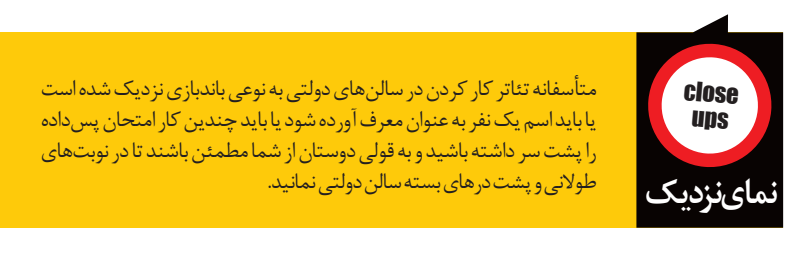 close
ups
نمای‌نزدیک
متأسفانه تئاتر کار کردن در سالن‌های دولتی به نوعی باندبازی نزدیک شده است
یا باید اسم یک نفر به عنوان معرف آورده شود یا باید چندین کار امتحان پس‌داده
را پشت سر داشته باشید و به قولی دوستان از شما مطمئن باشند تا در نوبت‌های
طولانی و پشت درهای بسته سالن دولتی نمانید.